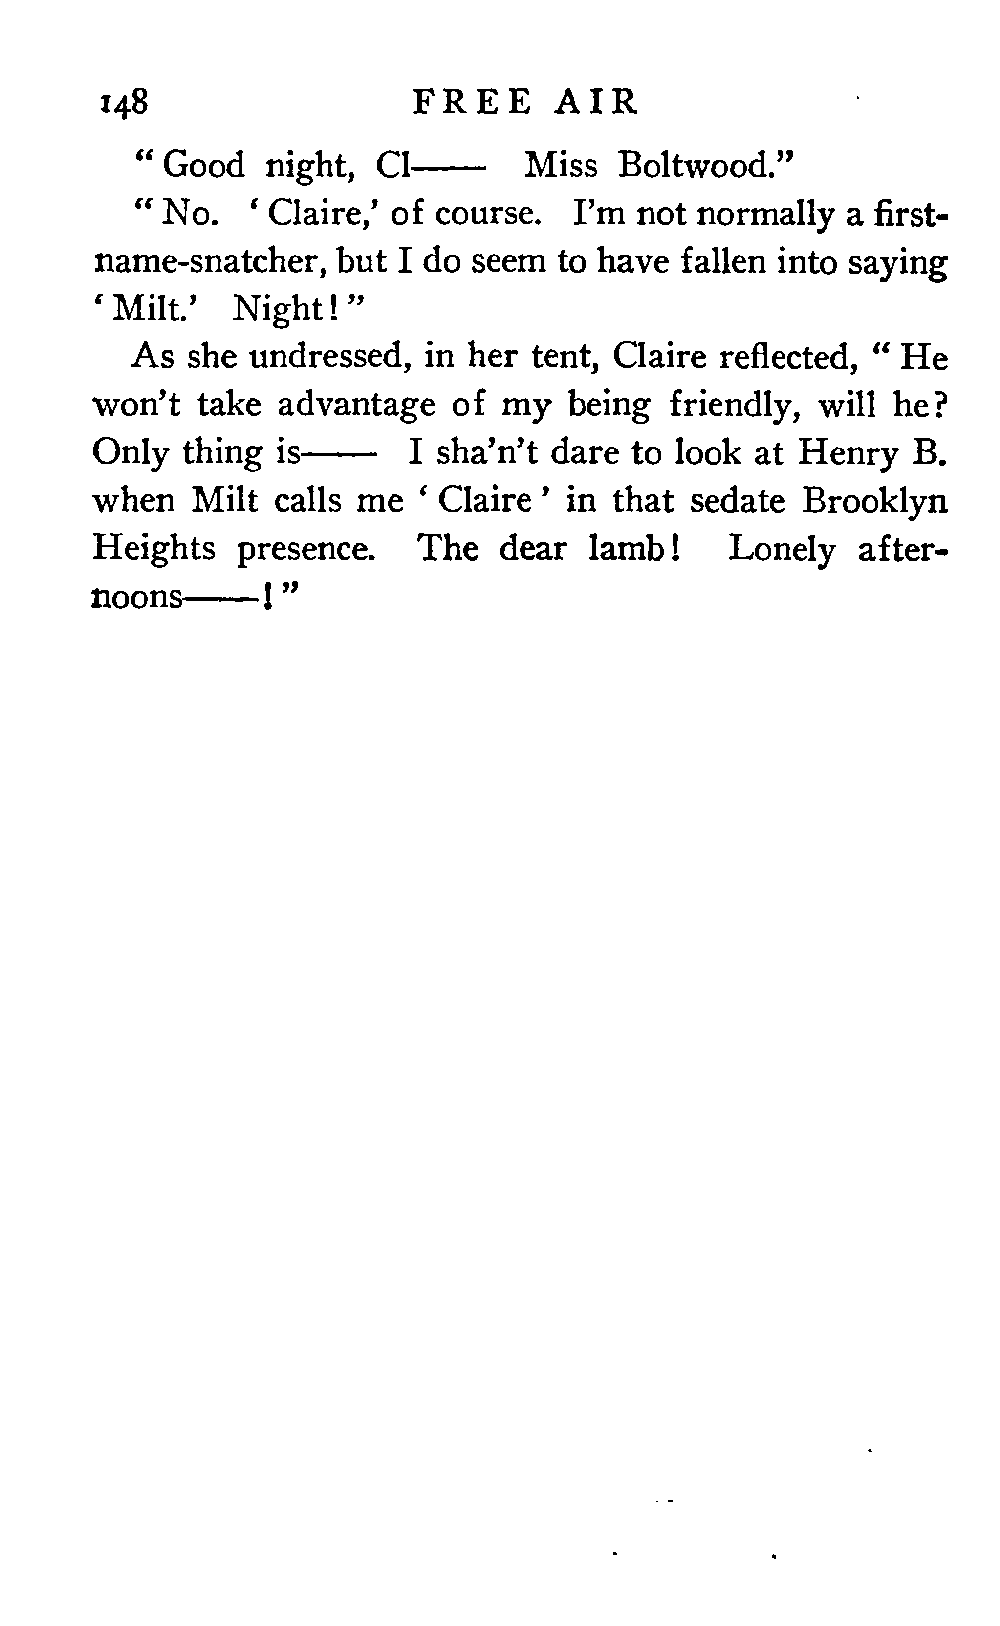 148 FREE AIR
“Good night, Cl—— Miss Boltwood.”
“No. ‘Claire,’ of course. I’m not normally a first-
name-snatcher, but I do seem to have fallen into saying
‘Milt.’ Night!”
As she undressed, in her tent, Claire reflected, “He
won’t take advantage of my being friendly, will he?
Only thing is—— I sha’n’t dare to look at Henry B.
when Milt calls me ‘Claire’ in that sedate Brooklyn
Heights presence. The dear lamb! Lonely after-
noons——!”